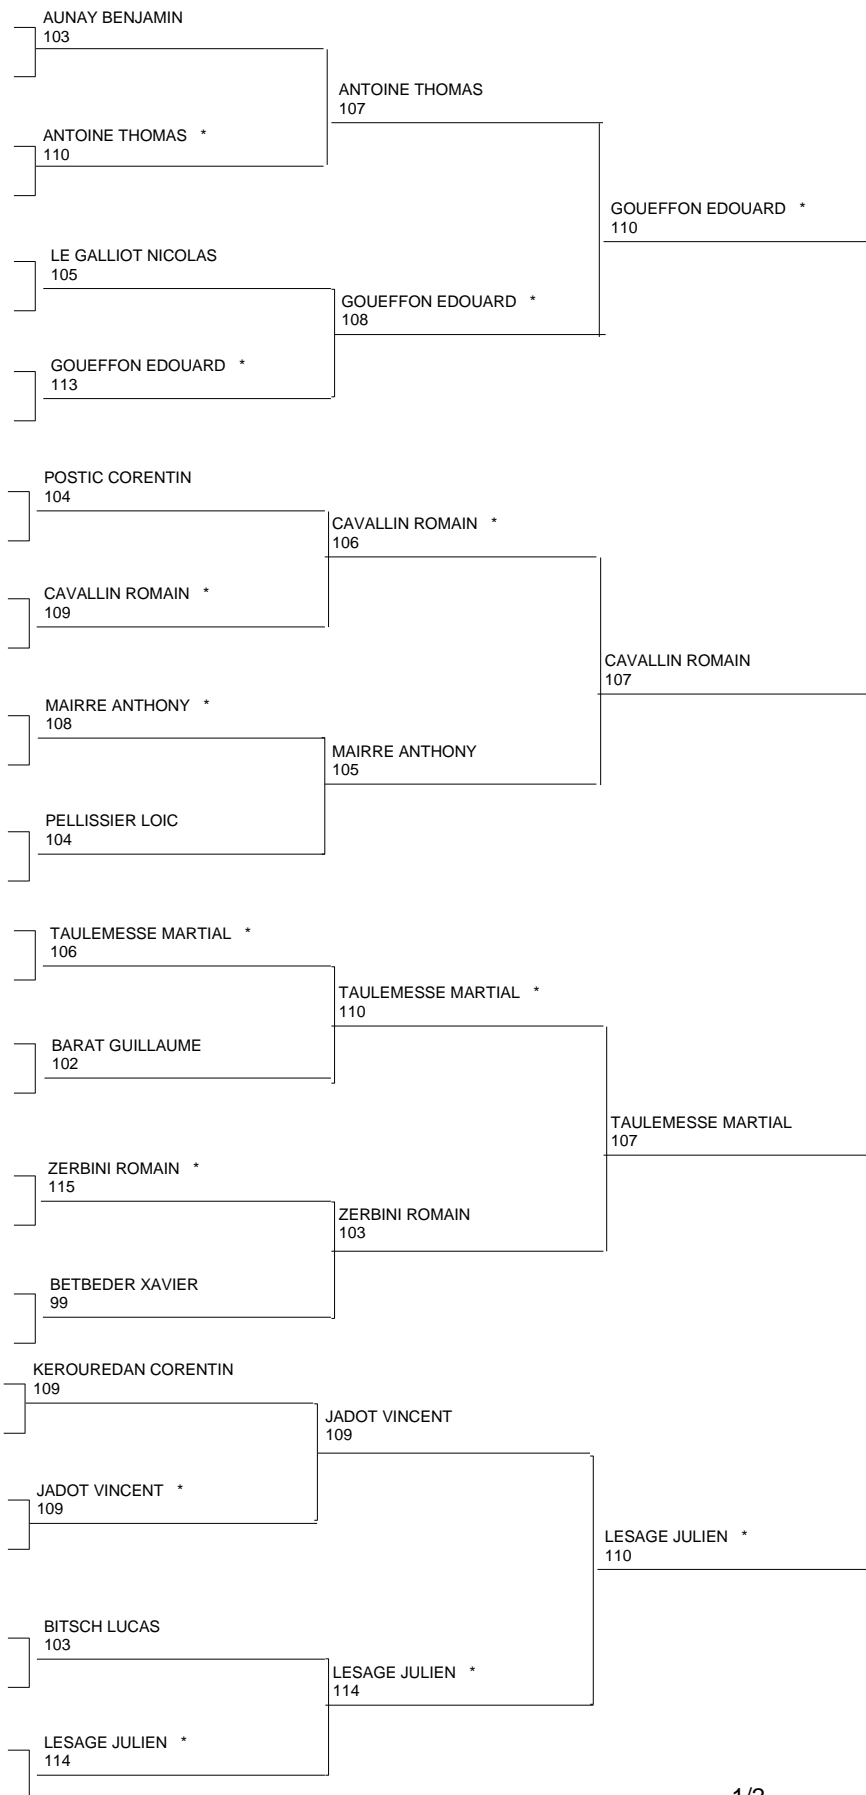 AUNAY BENJAMIN
103
ANTOINE THOMAS
107
ANTOINE THOMAS *
110
GOUEFFON EDOUARD *
110
LE GALLIOT NICOLAS
105
GOUEFFON EDOUARD *
108
GOUEFFON EDOUARD *
113
POSTIC CORENTIN
104
CAVALLIN ROMAIN *
106
CAVALLIN ROMAIN *
109
CAVALLIN ROMAIN
107
MAIRRE ANTHONY *
108
MAIRRE ANTHONY
105
PELLISSIER LOIC
104
TAULEMESSE MARTIAL *
106
TAULEMESSE MARTIAL *
110
BARAT GUILLAUME
102
TAULEMESSE MARTIAL
107
ZERBINI ROMAIN *
115
ZERBINI ROMAIN
103
BETBEDER XAVIER
99
KEROUREDAN CORENTIN
109
JADOT VINCENT
109
JADOT VINCENT *
109
LESAGE JULIEN *
110
BITSCH LUCAS
103
LESAGE JULIEN *
114
LESAGE JULIEN *
114